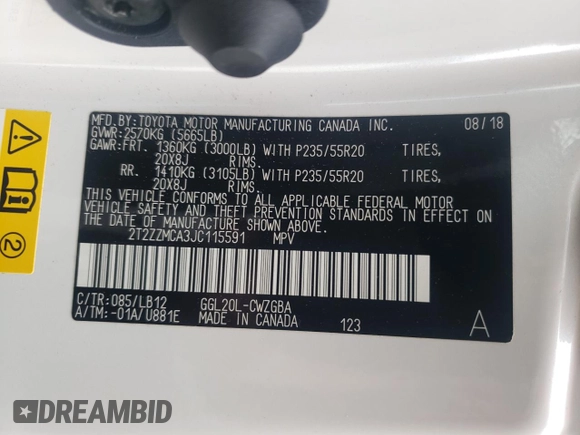 MFD.BY:TOYOTA MOTOR MANUFACTURING CANADA INC. 08/18
GVWR:2570KG (5665LB)
GAWR:FRT. 1360KG (3000LB) WITH P235/55R20 TIRES,
20X8J RIMS.
RR. 1410KG (3105LB) WITH P235/55R20 TIRES,
20X8J RIMS.
THIS VEHICLE CONFORMS TO ALL APPLICABLE FEDERAL MOTOR
VEHICLE SAFETY AND THEFT PREVENTION STANDARDS IN EFFECT ON
THE DATE OF MANUFACTURE SHOWN ABOVE.
2T2ZZMCA3JC115591 MPV
C/TR:085/LB12 GGL20L-CWZGBA
A/TM:-01A/U881E MADE IN CANADA 123 A
2
DREAMBID